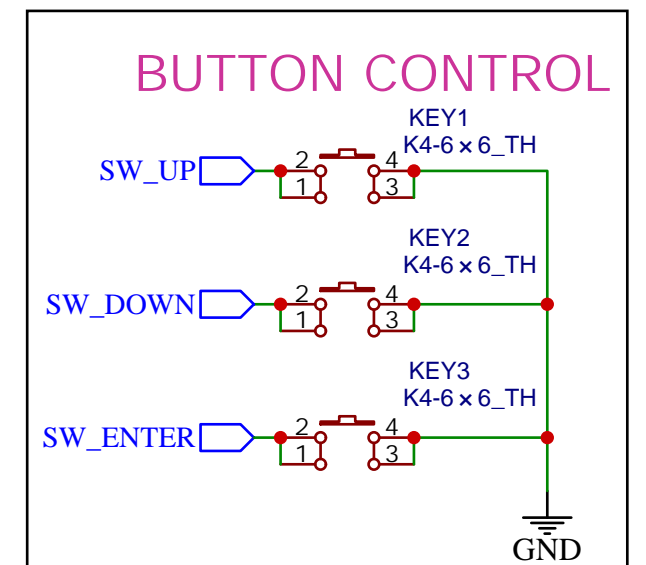 BUTTON CONTROL
KEY1
K4-6×6_TH
SW_UP
2 4
1 3
KEY2
K4-6×6_TH
SW_DOWN
2 4
1 3
KEY3
K4-6×6_TH
SW_ENTER
2 4
1 3
GND